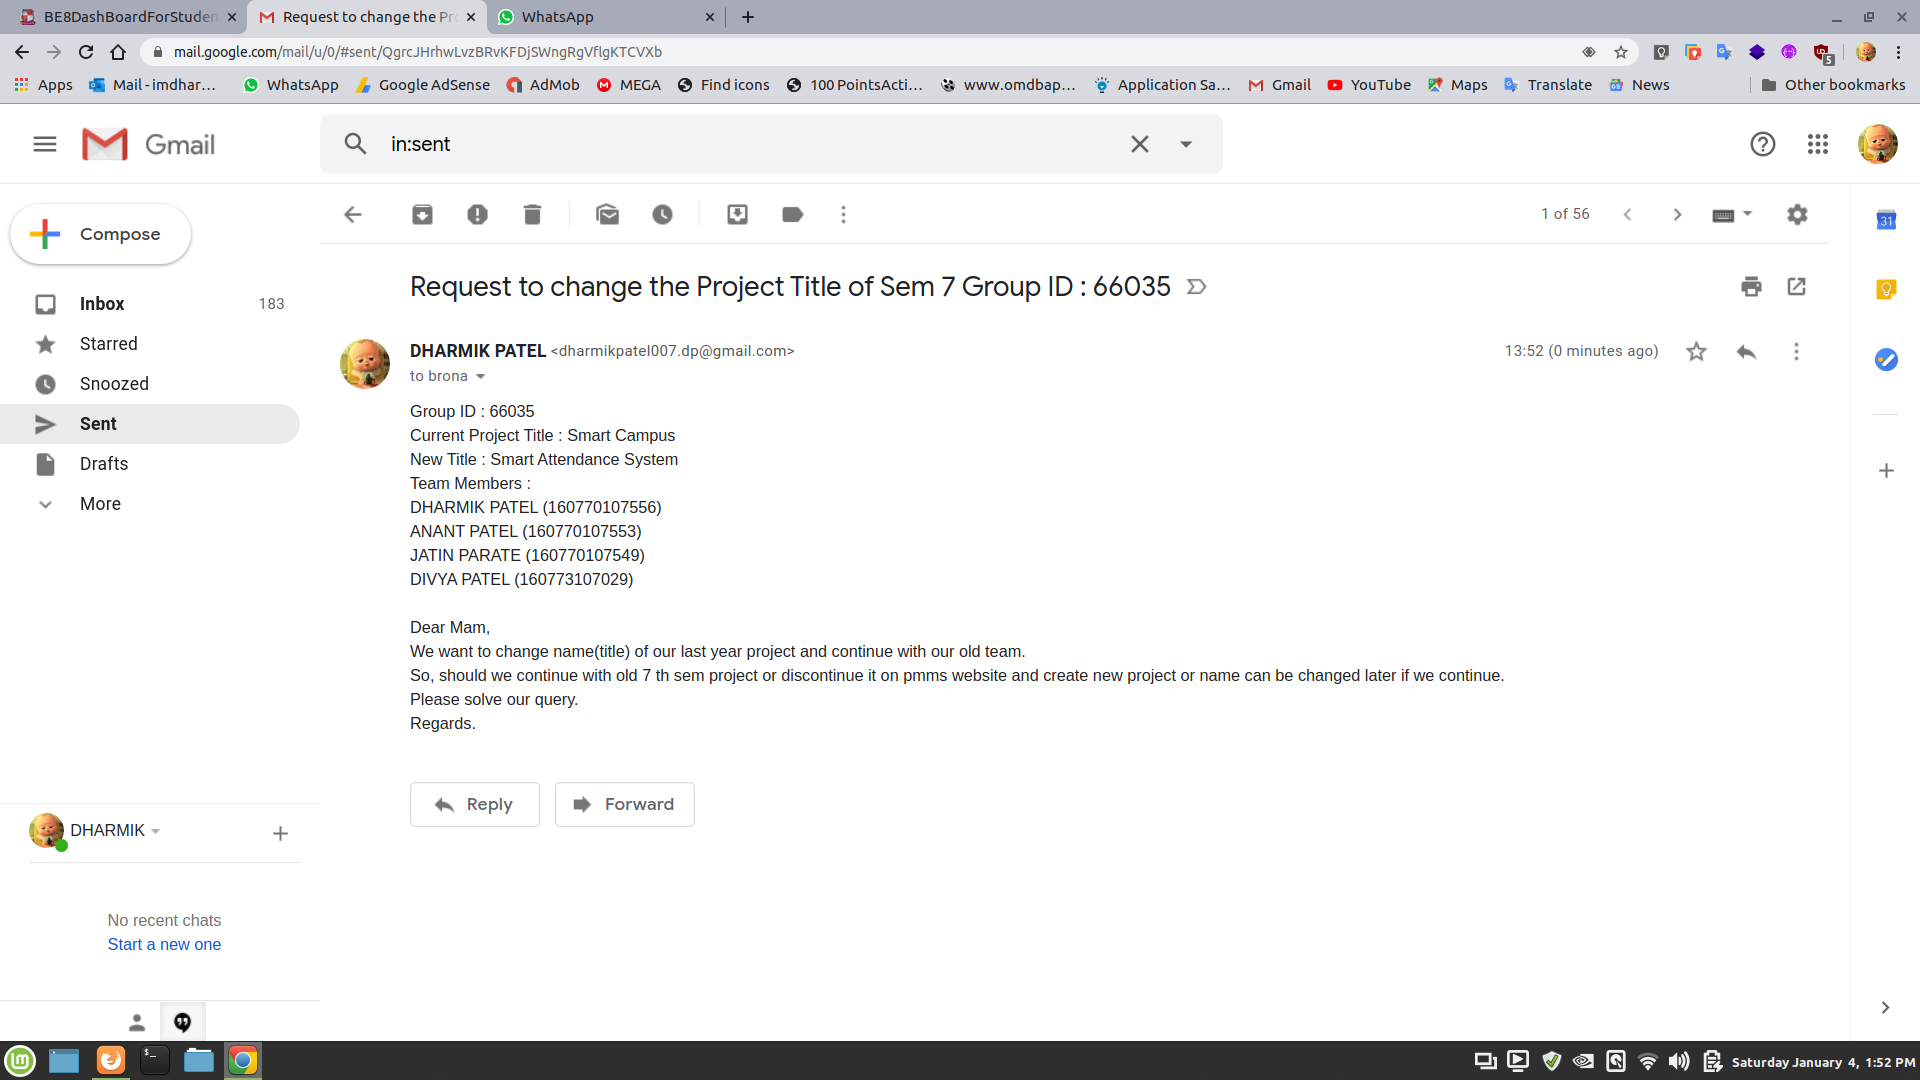 BE8DashBoardForStuden
Request to change the Pro
WhatsApp
mail.google.com/mail/u/0/#sent/QgrcJHrhwLvzBRvKFDjSWngRgVflgKTCVXb
5
Apps
Mail - imdhar...
WhatsApp
Google AdSense
AdMob
MEGA
Find icons
100 PointsActi...
www.omdbap...
Application Sa...
Gmail
YouTube
Maps
Translate
News
Other bookmarks
Gmail
in:sent
Compose
1 of 56
31
Inbox 183
Starred
Snoozed
Sent
Drafts
More
Request to change the Project Title of Sem 7 Group ID : 66035
DHARMIK PATEL <dharmikpatel007.dp@gmail.com>
13:52 (0 minutes ago)
to brona
Group ID : 66035
Current Project Title : Smart Campus
New Title : Smart Attendance System
Team Members :
DHARMIK PATEL (160770107556)
ANANT PATEL (160770107553)
JATIN PARATE (160770107549)
DIVYA PATEL (160773107029)
Dear Mam,
We want to change name(title) of our last year project and continue with our old team.
So, should we continue with old 7 th sem project or discontinue it on pmms website and create new project or name can be changed later if we continue.
Please solve our query.
Regards.
Reply
Forward
DHARMIK
No recent chats
Start a new one
Saturday January 4, 1:52 PM